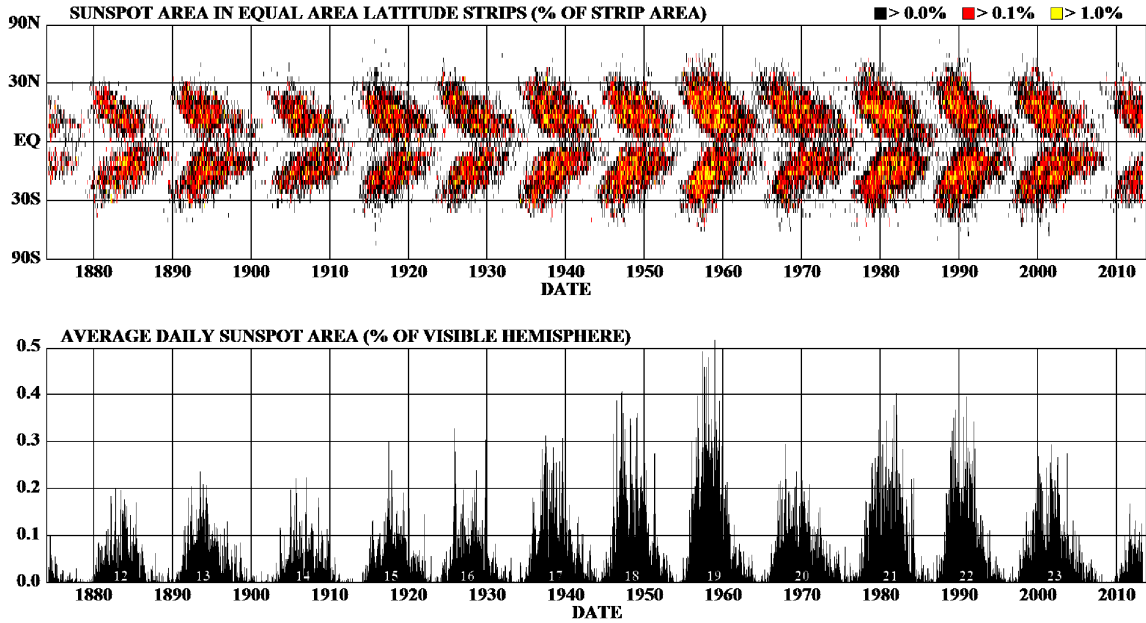 SUNSPOT AREA IN EQUAL AREA LATITUDE STRIPS (% OF STRIP AREA) > 0.0% > 0.1% > 1.0%
90N
30N
EQ
30S
90S
1880 1890 1900 1910 1920 1930 1940 1950 1960 1970 1980 1990 2000 2010
DATE
AVERAGE DAILY SUNSPOT AREA (% OF VISIBLE HEMISPHERE)
0.5
0.4
0.3
0.2
0.1
0.0
12 13 14 15 16 17 18 19 20 21 22 23
1880 1890 1900 1910 1920 1930 1940 1950 1960 1970 1980 1990 2000 2010
DATE